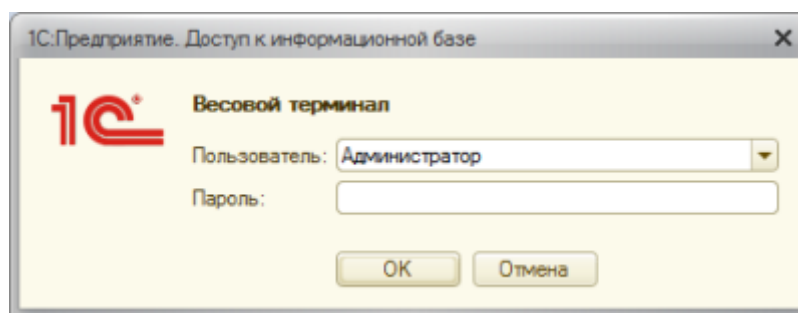 1С:Предприятие. Доступ к информационной базе
1С
Весовой терминал
Пользователь: Администратор
Пароль:
ОК Отмена